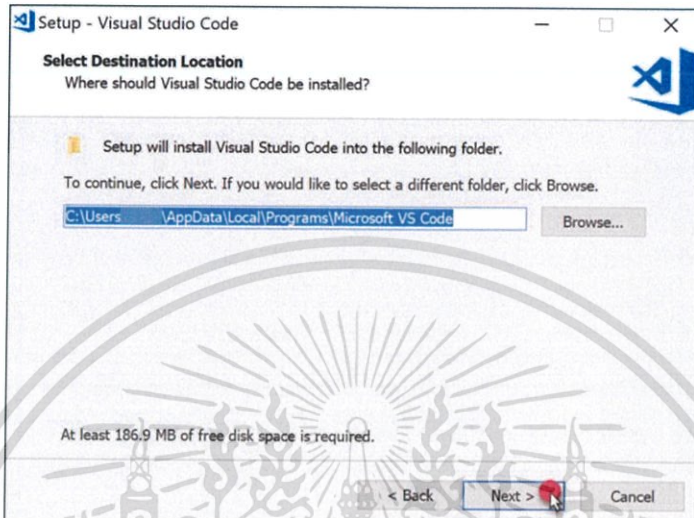 Setup - Visual Studio Code
Select Destination Location
Where should Visual Studio Code be installed?
Setup will install Visual Studio Code into the following folder.
To continue, click Next. If you would like to select a different folder, click Browse.
C:\Users \AppData\Local\Programs\Microsoft VS Code
Browse...
At least 186.9 MB of free disk space is required.
< Back
Next >
Cancel